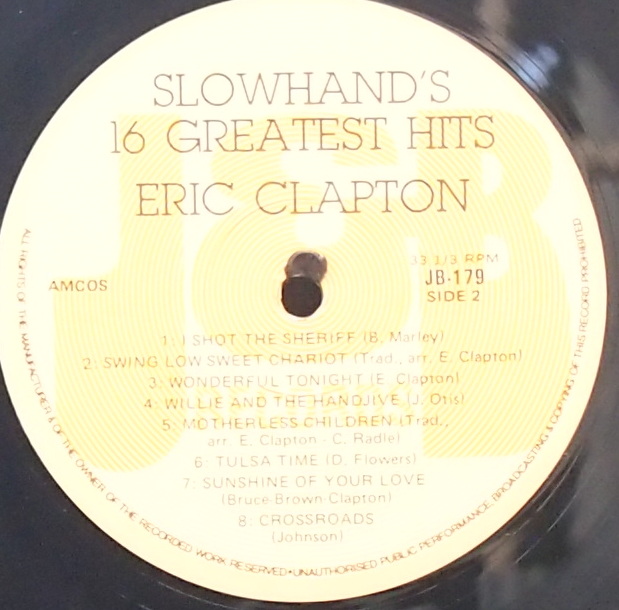 SLOWHAND'S
16 GREATEST HITS
ERIC CLAPTON
33 1/3 RPM
AMCOS
JB-179
SIDE 2
1: I SHOT THE SHERIFF (B. Marley)
2: SWING LOW SWEET CHARIOT (Trad., arr. E. Clapton)
3: WONDERFUL TONIGHT (E. Clapton)
4: WILLIE AND THE HANDJIVE (J. Otis)
5: MOTHERLESS CHILDREN (Trad.,
arr. E. Clapton - C. Radle)
6: TULSA TIME (D. Flowers)
7: SUNSHINE OF YOUR LOVE
(Bruce-Brown-Clapton)
8: CROSSROADS
(Johnson)
ALL RIGHTS OF THE MANUFACTURER & OF THE OWNER OF THE RECORDED WORK RESERVED•UNAUTHORISED PUBLIC PERFORMANCE BROADCASTING & COPYING OF THIS RECORD PROHIBITED
J&B